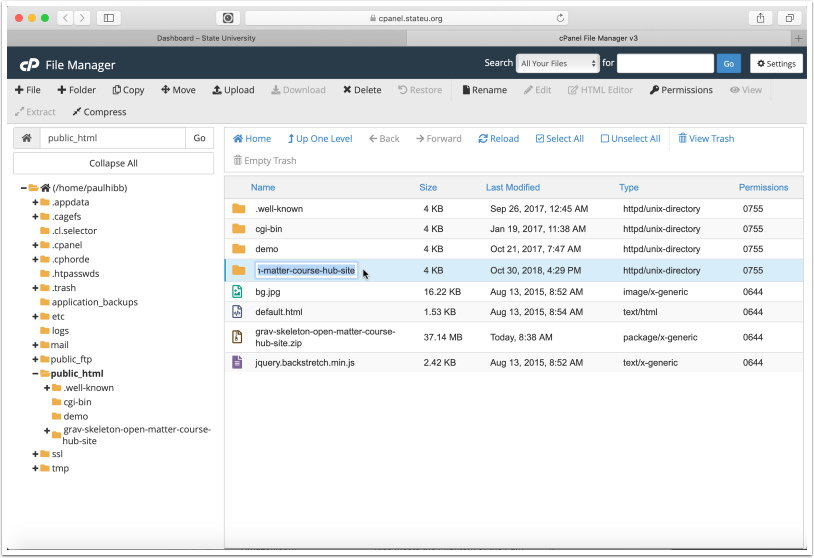 cpanel.stateu.org
Dashboard – State University
cPanel File Manager v3
cP File Manager
Search All Your Files for Go Settings
File Folder Copy Move Upload Download Delete Restore Rename Edit HTML Editor Permissions View
Extract Compress
public_html Go
Collapse All
(/home/paulhibb)
.appdata
.cagefs
.cl.selector
.cpanel
.cphorde
.htpasswds
.trash
application_backups
etc
logs
mail
public_ftp
public_html
.well-known
cgi-bin
demo
grav-skeleton-open-matter-course-
hub-site
ssl
tmp
Home Up One Level Back Forward Reload Select All Unselect All View Trash
Empty Trash
Name Size Last Modified Type Permissions
.well-known 4 KB Sep 26, 2017, 12:45 AM httpd/unix-directory 0755
cgi-bin 4 KB Jan 19, 2017, 11:38 AM httpd/unix-directory 0755
demo 4 KB Oct 21, 2017, 7:47 AM httpd/unix-directory 0755
-matter-course-hub-site 4 KB Oct 30, 2018, 4:29 PM httpd/unix-directory 0755
bg.jpg 16.22 KB Aug 13, 2015, 8:52 AM image/x-generic 0644
default.html 1.53 KB Aug 13, 2015, 8:54 AM text/html 0644
grav-skeleton-open-matter-course-
hub-site.zip 37.14 MB Today, 8:38 AM package/x-generic 0644
jquery.backstretch.min.js 2.42 KB Aug 13, 2015, 8:52 AM text/x-generic 0644